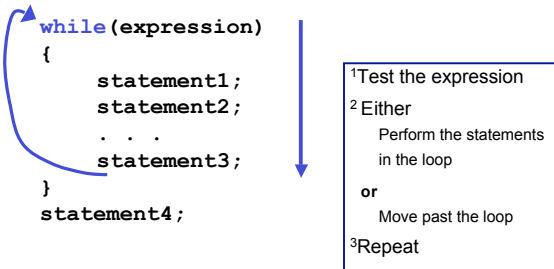 while(expression)
{
statement1;
statement2;
. . .
statement3;
}
statement4;
¹Test the expression
² Either
Perform the statements
in the loop
or
Move past the loop
³Repeat